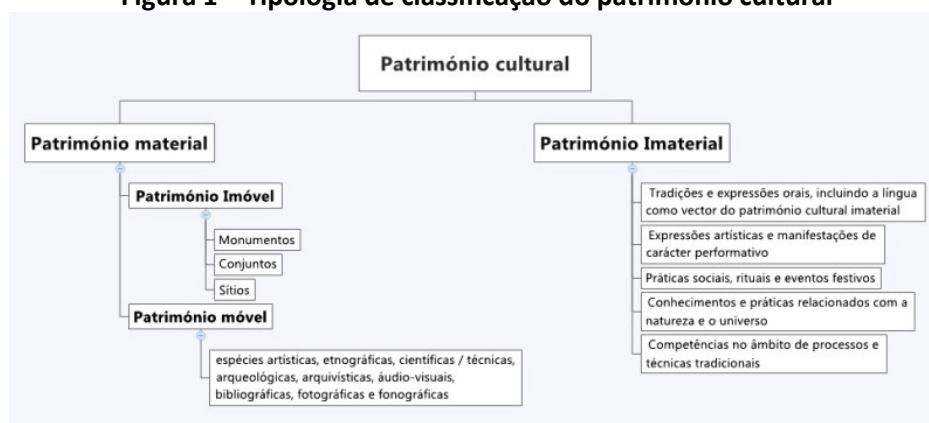 Figura 1 – Tipologia de classificação do património cultural
Património cultural
Património material
Património Imóvel
Monumentos
Conjuntos
Sítios
Património móvel
espécies artísticas, etnográficas, científicas / técnicas,
arqueológicas, arquivísticas, áudio-visuais,
bibliográficas, fotográficas e fonográficas
Património Imaterial
Tradições e expressões orais, incluindo a língua
como vector do património cultural imaterial
Expressões artísticas e manifestações de
carácter performativo
Práticas sociais, rituais e eventos festivos
Conhecimentos e práticas relacionados com a
natureza e o universo
Competências no âmbito de processos e
técnicas tradicionais